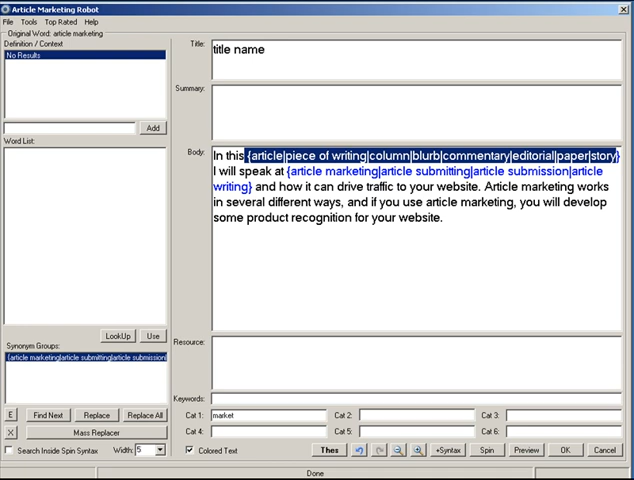 Article Marketing Robot
File Tools Top Rated Help
Original Word: article marketing
Definition / Context
No Results
Add
Word List:
LookUp Use
Synonym Groups:
{article marketing|article submitting|article submission|
E Find Next Replace Replace All
X Mass Replacer
Search Inside Spin Syntax Width: 5
Title: title name
Summary:
Body: In this {article|piece of writing|column|blurb|commentary|editorial|paper|story}
I will speak at {article marketing|article submitting|article submission|article
writing} and how it can drive traffic to your website. Article marketing works
in several different ways, and if you use article marketing, you will develop
some product recognition for your website.
Resource:
Keywords:
Cat 1: market Cat 2: Cat 3:
Cat 4: Cat 5: Cat 6:
Colored Text Thes +Syntax Spin Preview OK Cancel
Done